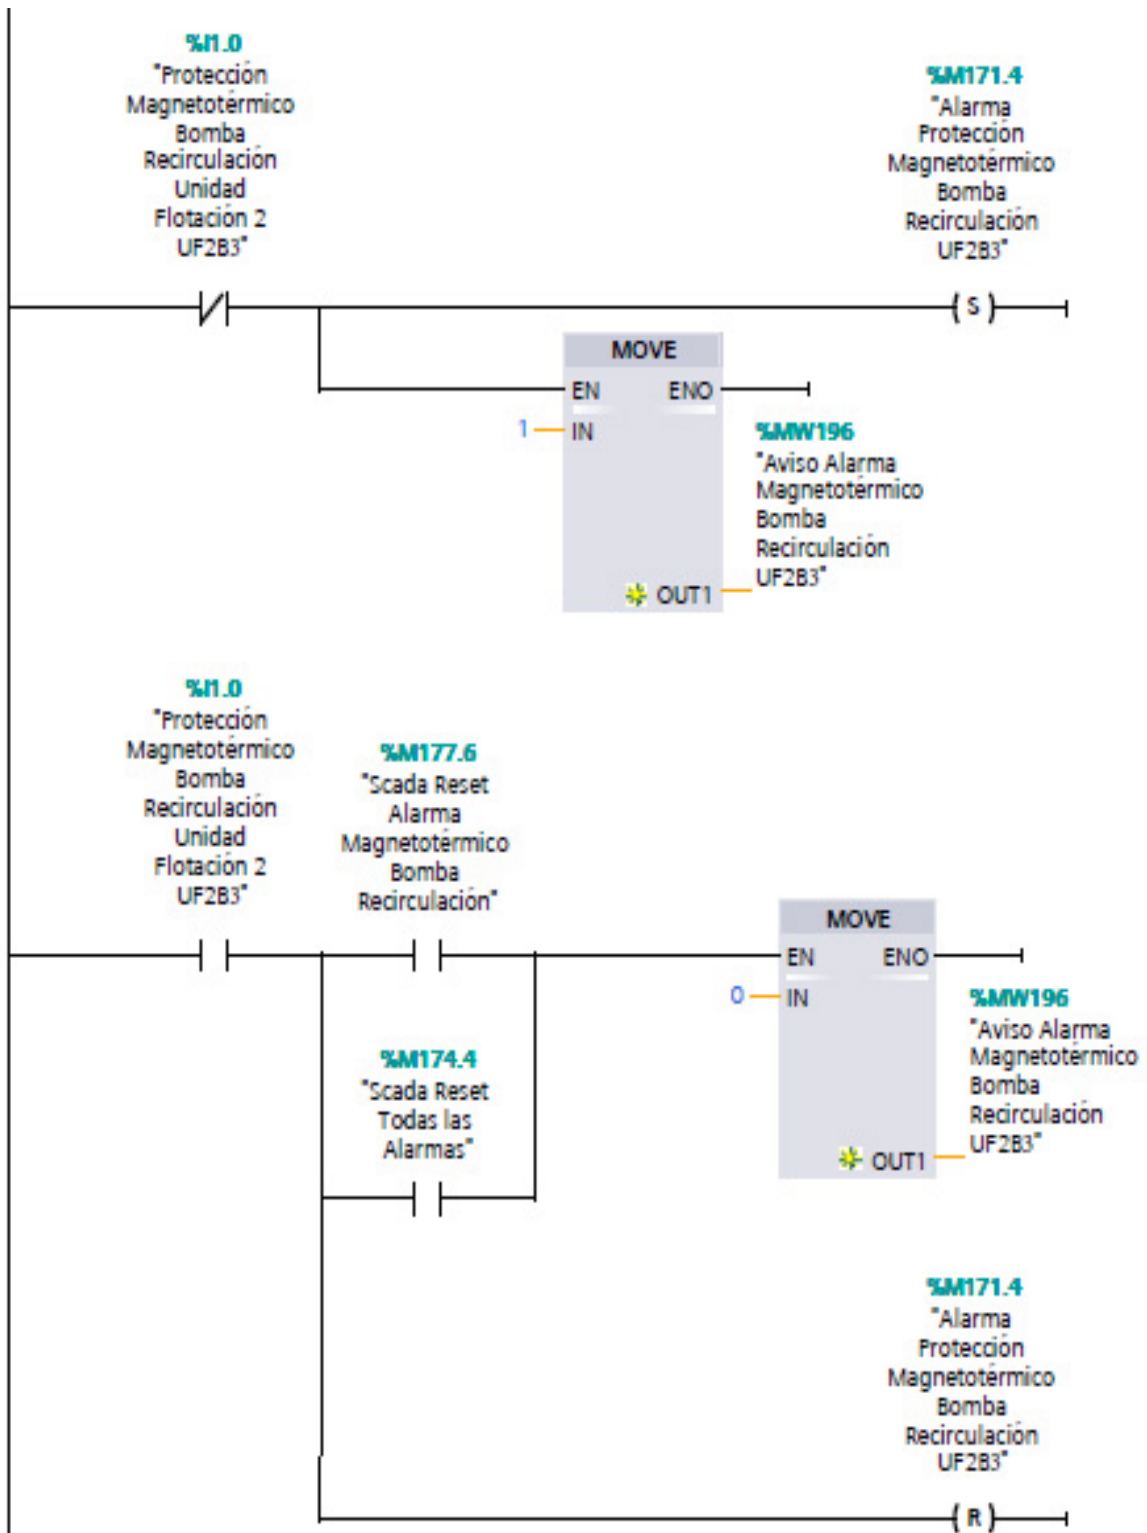 %I1.0
"Protección
Magnetotérmico
Bomba
Recirculación
Unidad
Flotación 2
UF2B3"
%M171.4
"Alarma
Protección
Magnetotérmico
Bomba
Recirculación
UF2B3"
( S )
MOVE
EN ENO
1 IN
%MW196
"Aviso Alarma
Magnetotérmico
Bomba
Recirculación
UF2B3"
OUT1
%I1.0
"Protección
Magnetotérmico
Bomba
Recirculación
Unidad
Flotación 2
UF2B3"
%M177.6
"Scada Reset
Alarma
Magnetotérmico
Bomba
Recirculación"
MOVE
EN ENO
0 IN
%MW196
"Aviso Alarma
Magnetotérmico
Bomba
Recirculación
UF2B3"
OUT1
%M174.4
"Scada Reset
Todas las
Alarmas"
%M171.4
"Alarma
Protección
Magnetotérmico
Bomba
Recirculación
UF2B3"
( R )